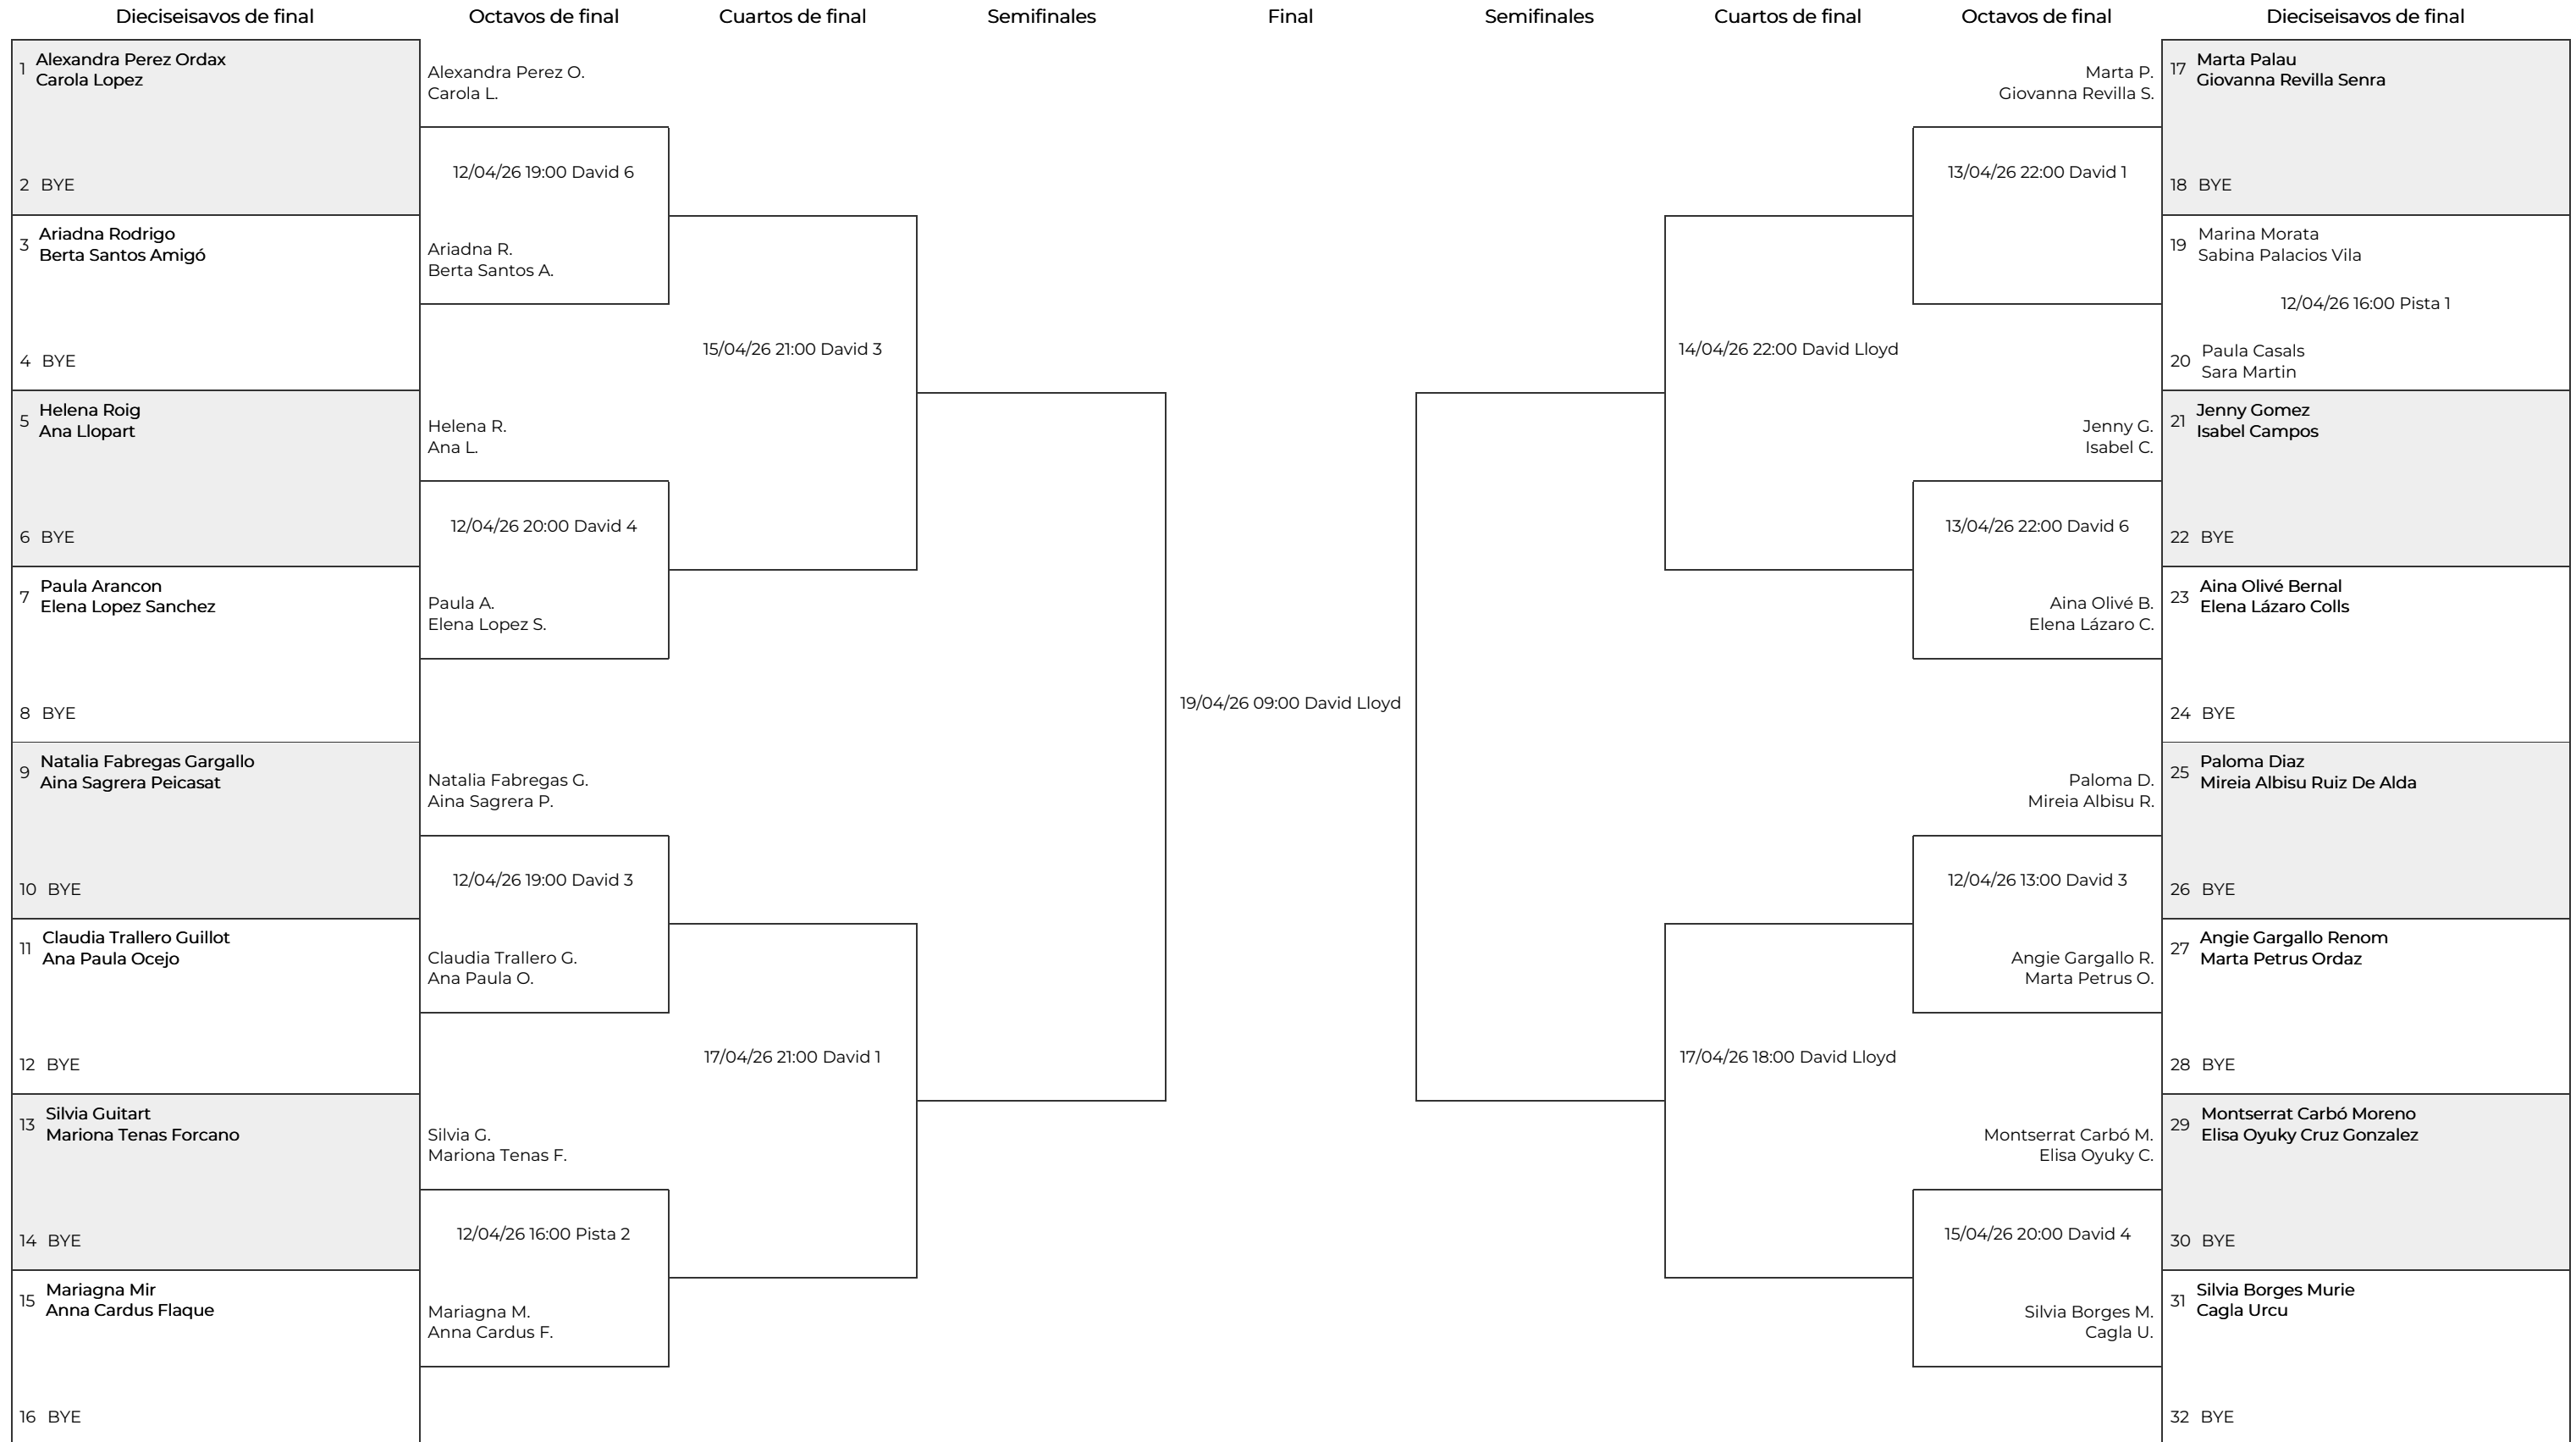 Dieciseisavos de final
Octavos de final
Cuartos de final
Semifinales
Final
Semifinales
Cuartos de final
Octavos de final
Dieciseisavos de final
1 Alexandra Perez Ordax
Carola Lopez
2 BYE
3 Ariadna Rodrigo
Berta Santos Amigó
4 BYE
5 Helena Roig
Ana Llopart
6 BYE
7 Paula Arancon
Elena Lopez Sanchez
8 BYE
9 Natalia Fabregas Gargallo
Aina Sagrera Peicasat
10 BYE
11 Claudia Trallero Guillot
Ana Paula Ocejo
12 BYE
13 Silvia Guitart
Mariona Tenas Forcano
14 BYE
15 Mariagna Mir
Anna Cardus Flaque
16 BYE
Alexandra Perez O.
Carola L.
12/04/26 19:00 David 6
Ariadna R.
Berta Santos A.
Helena R.
Ana L.
12/04/26 20:00 David 4
Paula A.
Elena Lopez S.
Natalia Fabregas G.
Aina Sagrera P.
12/04/26 19:00 David 3
Claudia Trallero G.
Ana Paula O.
Silvia G.
Mariona Tenas F.
12/04/26 16:00 Pista 2
Mariagna M.
Anna Cardus F.
15/04/26 21:00 David 3
17/04/26 21:00 David 1
19/04/26 09:00 David Lloyd
14/04/26 22:00 David Lloyd
17/04/26 18:00 David Lloyd
Marta P.
Giovanna Revilla S.
13/04/26 22:00 David 1
Jenny G.
Isabel C.
13/04/26 22:00 David 6
Aina Olivé B.
Elena Lázaro C.
Paloma D.
Mireia Albisu R.
12/04/26 13:00 David 3
Angie Gargallo R.
Marta Petrus O.
Montserrat Carbó M.
Elisa Oyuky C.
15/04/26 20:00 David 4
Silvia Borges M.
Cagla U.
17 Marta Palau
Giovanna Revilla Senra
18 BYE
19 Marina Morata
Sabina Palacios Vila
12/04/26 16:00 Pista 1
20 Paula Casals
Sara Martin
21 Jenny Gomez
Isabel Campos
22 BYE
23 Aina Olivé Bernal
Elena Lázaro Colls
24 BYE
25 Paloma Diaz
Mireia Albisu Ruiz De Alda
26 BYE
27 Angie Gargallo Renom
Marta Petrus Ordaz
28 BYE
29 Montserrat Carbó Moreno
Elisa Oyuky Cruz Gonzalez
30 BYE
31 Silvia Borges Murie
Cagla Urcu
32 BYE